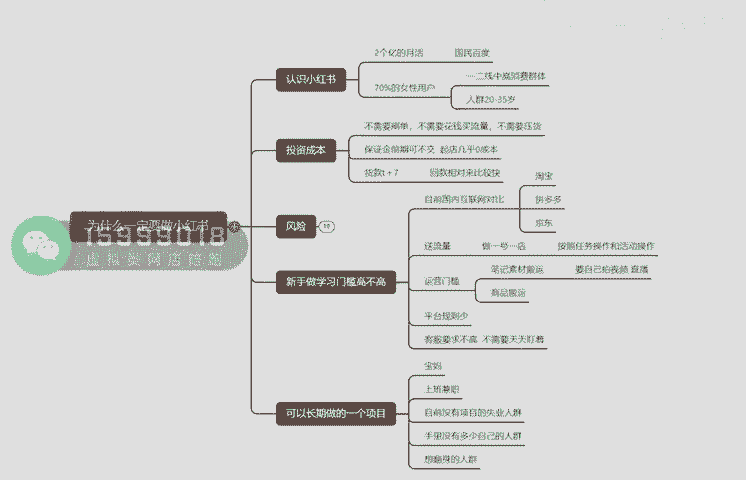 为什么一定要做小红书
15999018
虚拟类网店首创
认识小红书
2个亿的月活 国民百度
70%的女性用户
一二线中高消费群体
人群20-35岁
投资成本
不需要刷单，不需要花钱买流量，不需要压货
保证金前期可不交 起店几乎0成本
货款t+7 回款相对来比较快
风险
新手做学习门槛高不高
目前国内互联网对比
淘宝
拼多多
京东
送流量 做一号一店 按照任务操作和活动操作
运营门槛
笔记素材搬运 要自己拍视频 直播
商品搬运
平台规则少
客服要求不高 不需要天天盯着
可以长期做的一个项目
宝妈
上班兼职
目前没有项目的失业人群
手里没有多少自己的人群
想翻身的人群